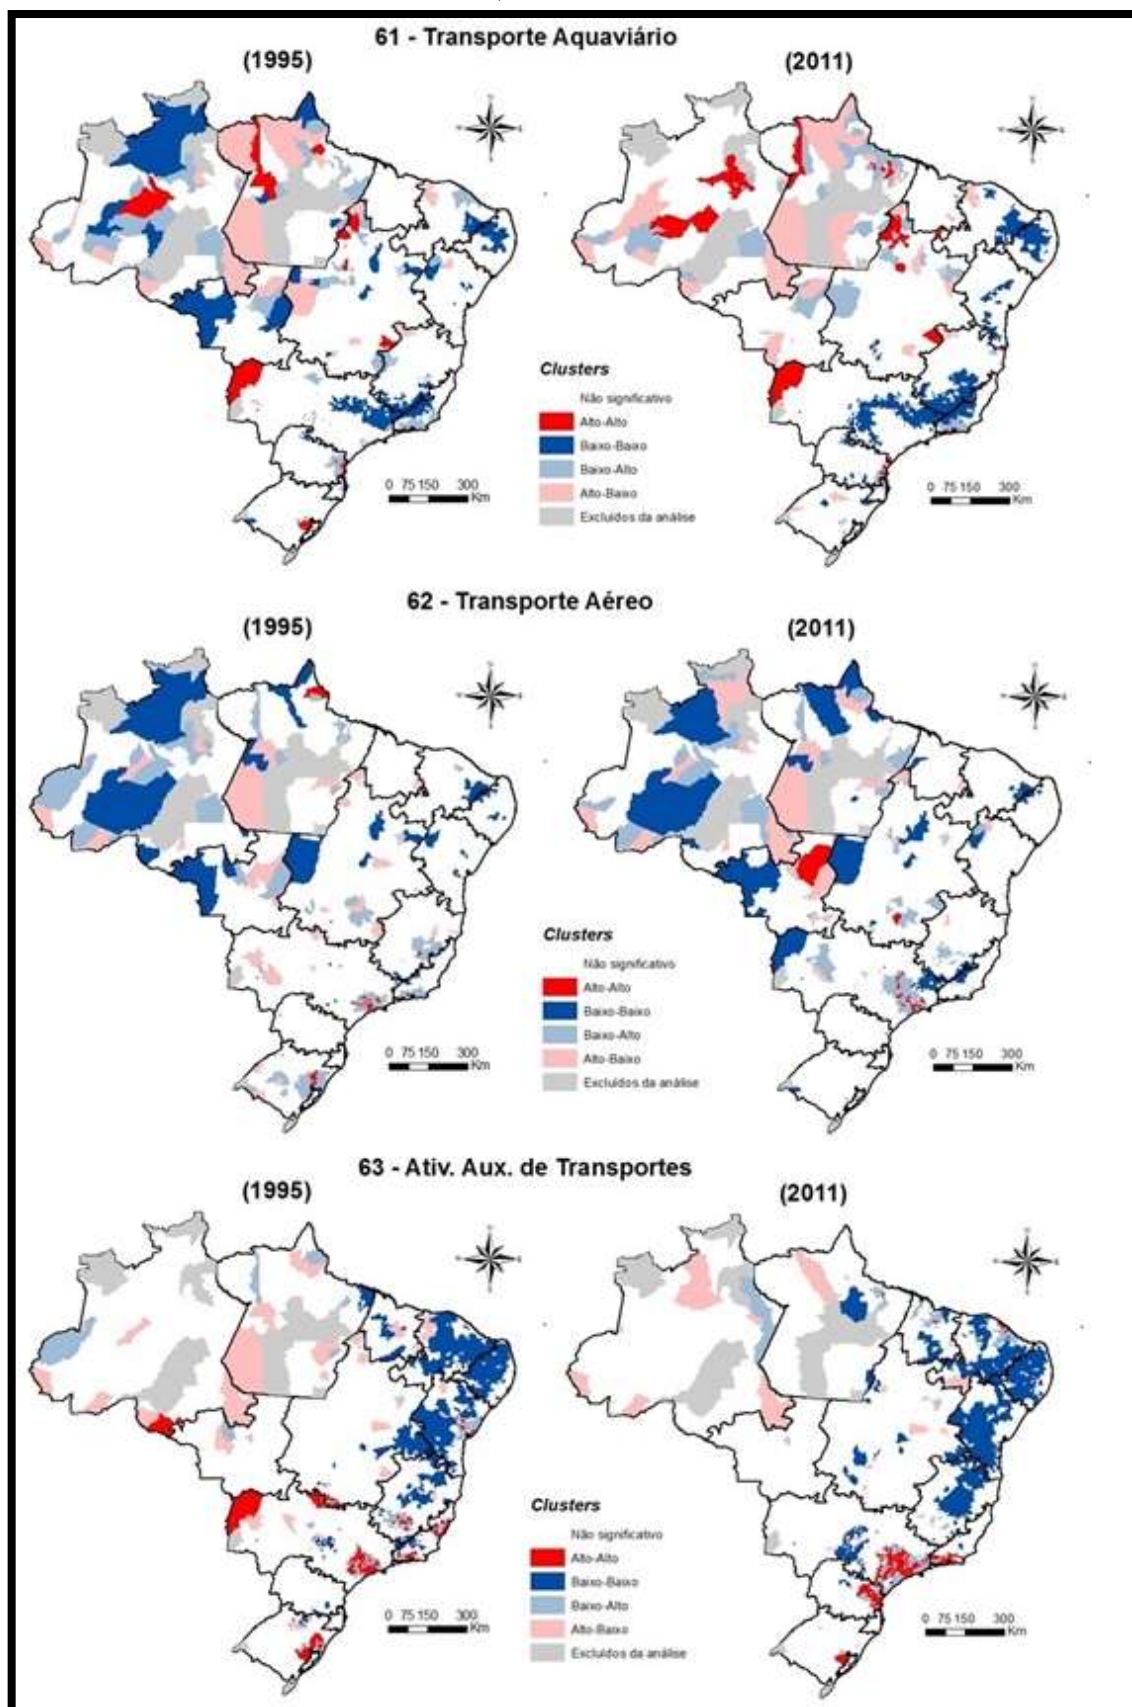 61 - Transporte Aquaviário
(1995)
(2011)
Clusters
Não significativo
Alto-Alto
Baixo-Baixo
Baixo-Alto
Alto-Baixo
Excluídos da análise
0 75 150 300
Km
0 75 150 300
Km
62 - Transporte Aéreo
(1995)
(2011)
Clusters
Não significativo
Alto-Alto
Baixo-Baixo
Baixo-Alto
Alto-Baixo
Excluídos da análise
0 75 150 300
Km
0 75 150 300
Km
63 - Ativ. Aux. de Transportes
(1995)
(2011)
Clusters
Não significativo
Alto-Alto
Baixo-Baixo
Baixo-Alto
Alto-Baixo
Excluídos da análise
0 75 150 300
Km
0 75 150 300
Km